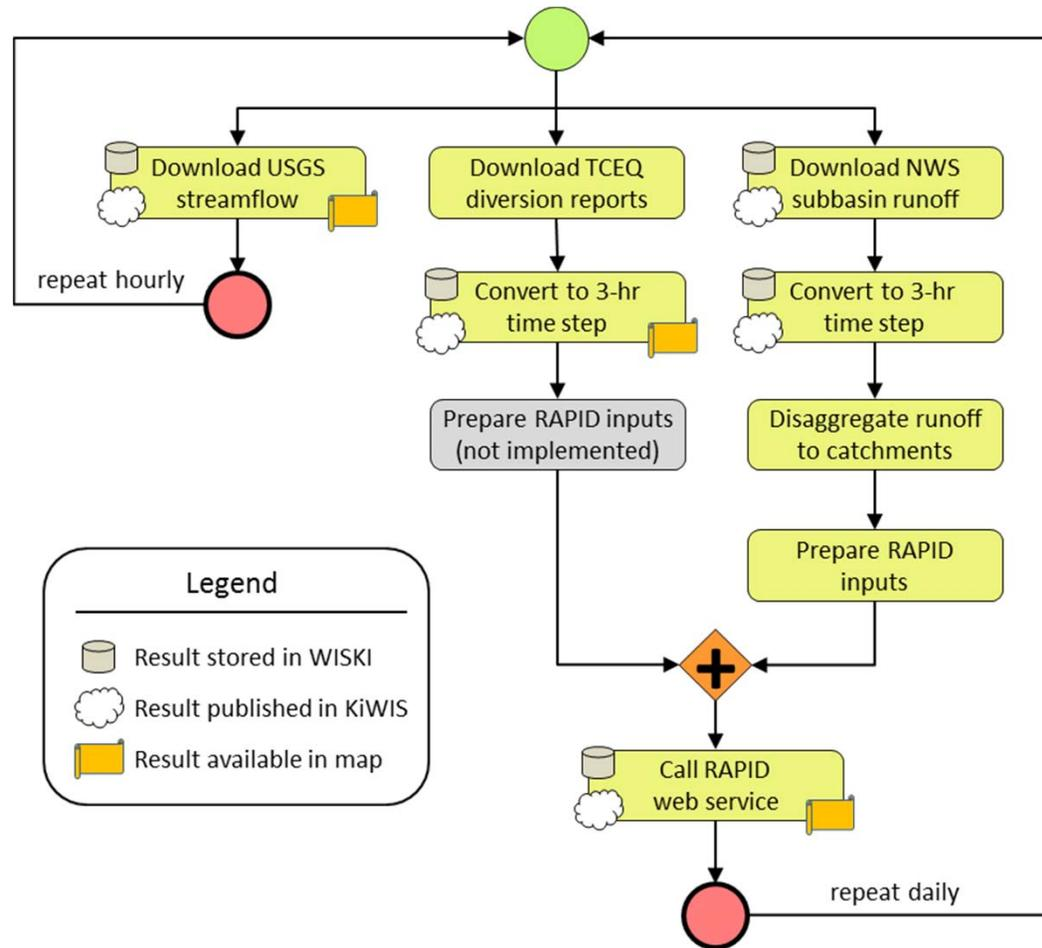 Download USGS
streamflow
Download TCEQ
diversion reports
Download NWS
subbasin runoff
repeat hourly
Convert to 3-hr
time step
Convert to 3-hr
time step
Prepare RAPID inputs
(not implemented)
Disaggregate runoff
to catchments
Prepare RAPID
inputs
Legend
Result stored in WISKI
Result published in KiWIS
Result available in map
Call RAPID
web service
repeat daily